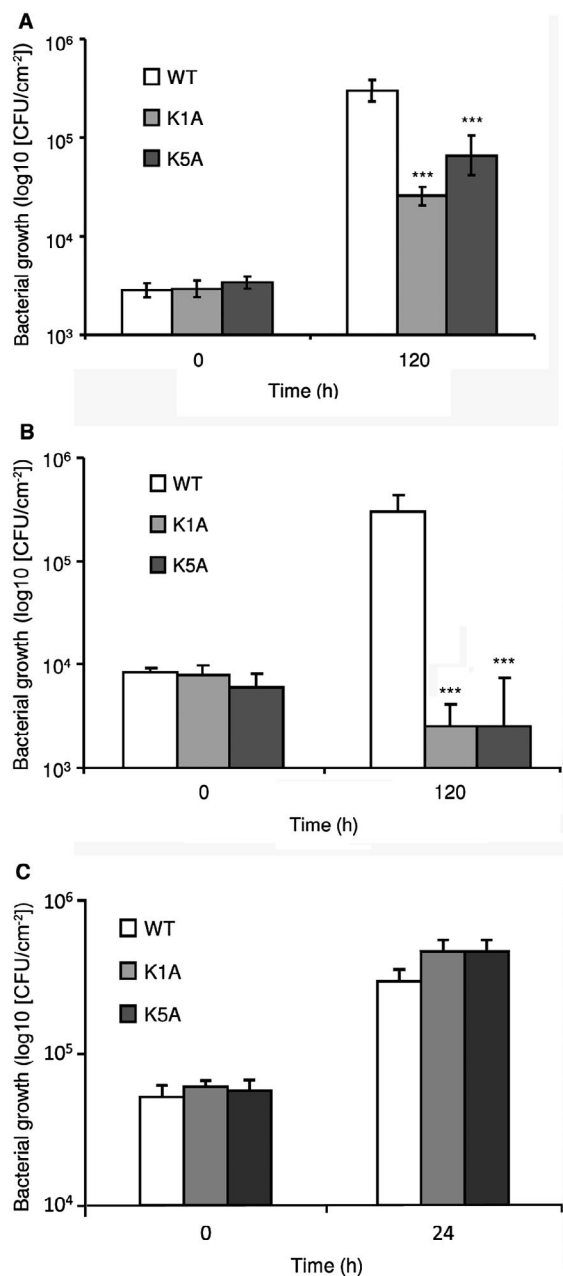 A
Bacterial growth (log10 [CFU/cm⁻²])
10⁶
10⁵
10⁴
10³
WT
K1A
K5A
***
***
0
120
Time (h)
B
Bacterial growth (log10 [CFU/cm⁻²])
10⁶
10⁵
10⁴
10³
WT
K1A
K5A
***
***
0
120
Time (h)
C
Bacterial growth (log10 [CFU/cm⁻²])
10⁶
10⁵
10⁴
WT
K1A
K5A
0
24
Time (h)